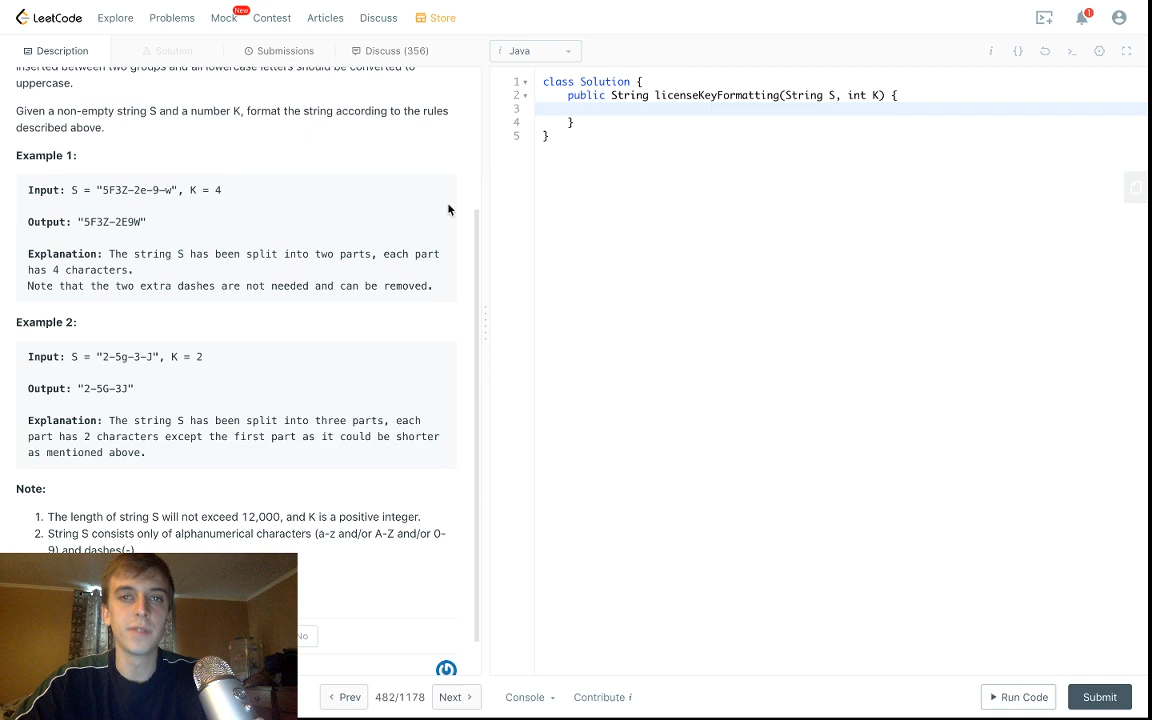 LeetCode Explore Problems Mock New Contest Articles Discuss Store 1
Description Solution Submissions Discuss (356) i Java i {} >_
inserted between two groups and all lowercase letters should be converted to
uppercase.
Given a non-empty string S and a number K, format the string according to the rules
described above.
Example 1:
Input: S = "5F3Z-2e-9-w", K = 4
Output: "5F3Z-2E9W"
Explanation: The string S has been split into two parts, each part
has 4 characters.
Note that the two extra dashes are not needed and can be removed.
Example 2:
Input: S = "2-5g-3-J", K = 2
Output: "2-5G-3J"
Explanation: The string S has been split into three parts, each
part has 2 characters except the first part as it could be shorter
as mentioned above.
Note:
1. The length of string S will not exceed 12,000, and K is a positive integer.
2. String S consists only of alphanumerical characters (a-z and/or A-Z and/or 0-
9) and dashes(-)
No
1 class Solution {
2 public String licenseKeyFormatting(String S, int K) {
3
4 }
5 }
Prev 482/1178 Next Console Contribute i Run Code Submit